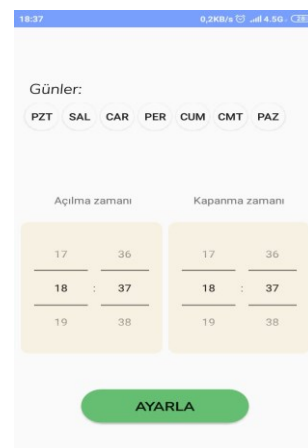 18:37 0,2KB/s 4.5G
Günler:
PZT SAL CAR PER CUM CMT PAZ
Açılma zamanı Kapanma zamanı
17 36 17 36
18 : 37 18 : 37
19 38 19 38
AYARLA